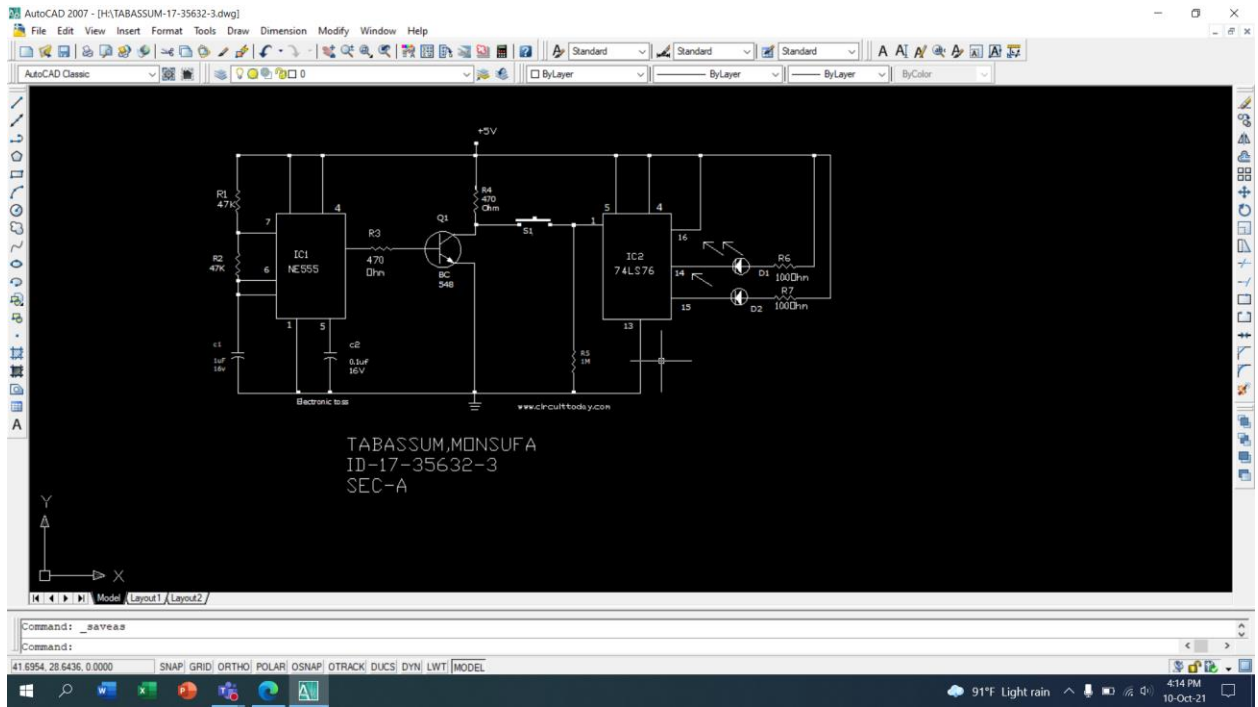 AutoCAD 2007 - [H:\TABASSUM-17-35632-3.dwg]
File Edit View Insert Format Tools Draw Dimension Modify Window Help
Standard Standard Standard
AutoCAD Classic 0 ByLayer ByLayer ByLayer ByColor
+5V
R1
47K
7
4
R4
470
Ohm
Q1
S1
1
5
4
16
R3
470
Ohm
IC1
NE555
R2
47K
6
BC
548
IC2
74LS76
14
D1
R6
100Ohm
R7
100Ohm
15
D2
13
1
5
c1
1uF
16v
c2
0.1uf
16V
R5
1M
Electronic toss
www.circuittoday.com
TABASSUM,MONSUFA
ID-17-35632-3
SEC-A
Y
X
Model Layout1 Layout2
Command: _saveas
Command:
41.6954, 28.6436, 0.0000 SNAP GRID ORTHO POLAR OSNAP OTRACK DUCS DYN LWT MODEL
91°F Light rain
4:14 PM
10-Oct-21